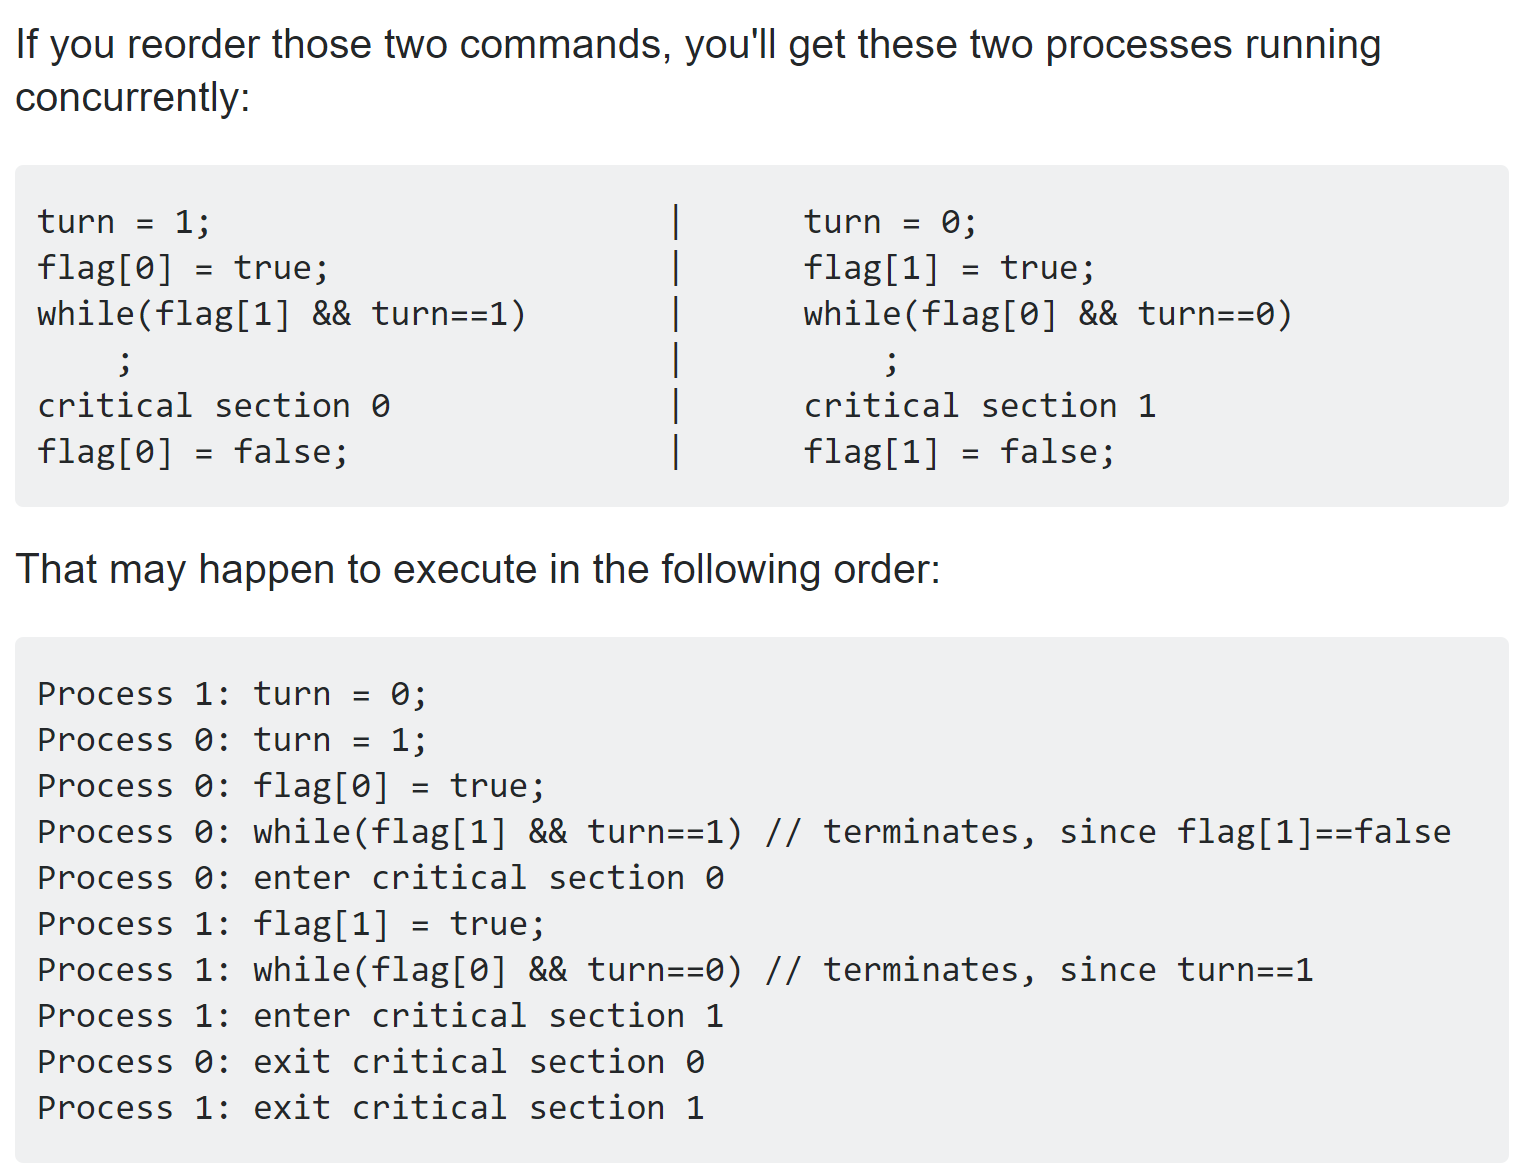 If you reorder those two commands, you'll get these two processes running
concurrently:
turn = 1;                        |      turn = 0;
flag[0] = true;                  |      flag[1] = true;
while(flag[1] && turn==1)        |      while(flag[0] && turn==0)
    ;                            |          ;
critical section 0               |      critical section 1
flag[0] = false;                 |      flag[1] = false;
That may happen to execute in the following order:
Process 1: turn = 0;
Process 0: turn = 1;
Process 0: flag[0] = true;
Process 0: while(flag[1] && turn==1) // terminates, since flag[1]==false
Process 0: enter critical section 0
Process 1: flag[1] = true;
Process 1: while(flag[0] && turn==0) // terminates, since turn==1
Process 1: enter critical section 1
Process 0: exit critical section 0
Process 1: exit critical section 1